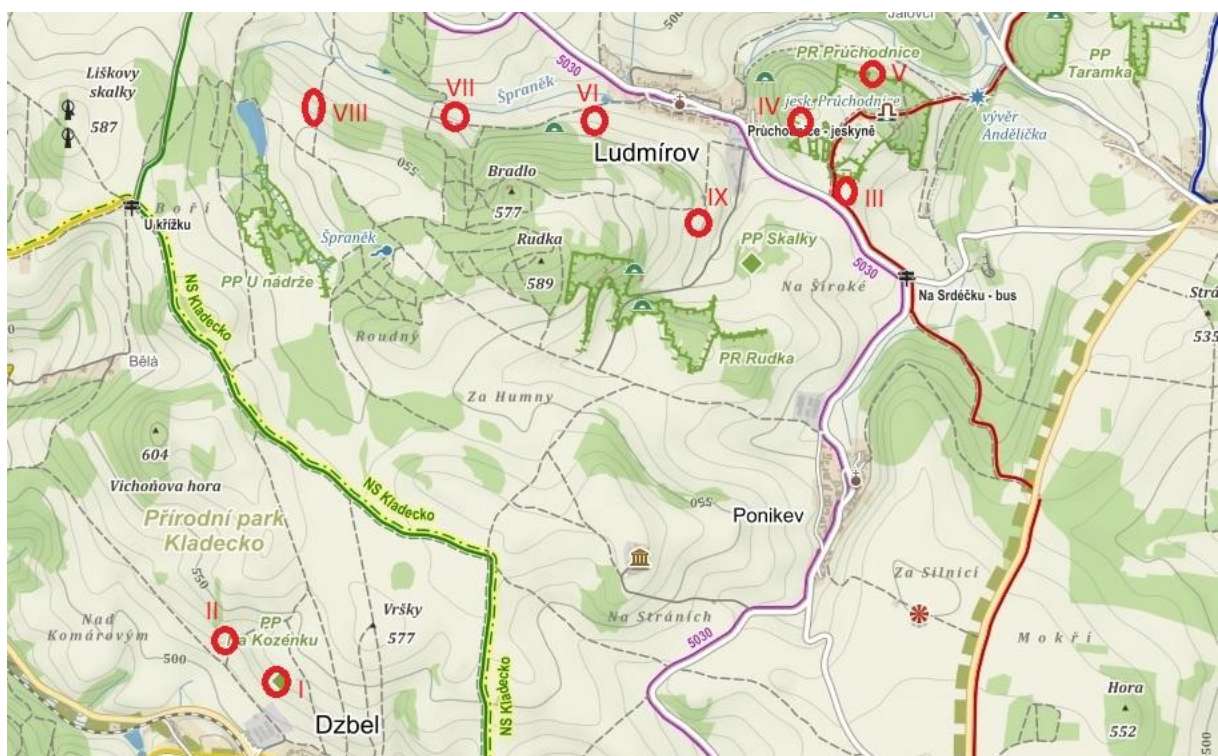 500
5030
Jalovčí
PR Průchodnice
V
PP
Taramka
Liškovy
skalky
587
VIII
VII
Špraněk
VI
IV
jesk. Průchodnice
Průchodnice - jeskyně
vývěr
Andělička
Ludmírov
550
Bradlo
577
IX
III
Boří
U křížku
Špraněk
Rudka
589
PP Skalky
5030
Na Široké
Na Srdéčku - bus
PP U nádrže
NS Kladecko
Strá
535
500
Roudný
PR Rudka
Bělá
Za Humny
604
Vichoňova hora
NS Kladecko
550
Přírodní park
Kladecko
Ponikev
550
Za Silnicí
Vršky
577
Na Stráních
II
PP
Na Kozénku
Nad
Komárovým
500
5030
Mokří
I
NS Kladecko
Hora
552
Dzbel
500